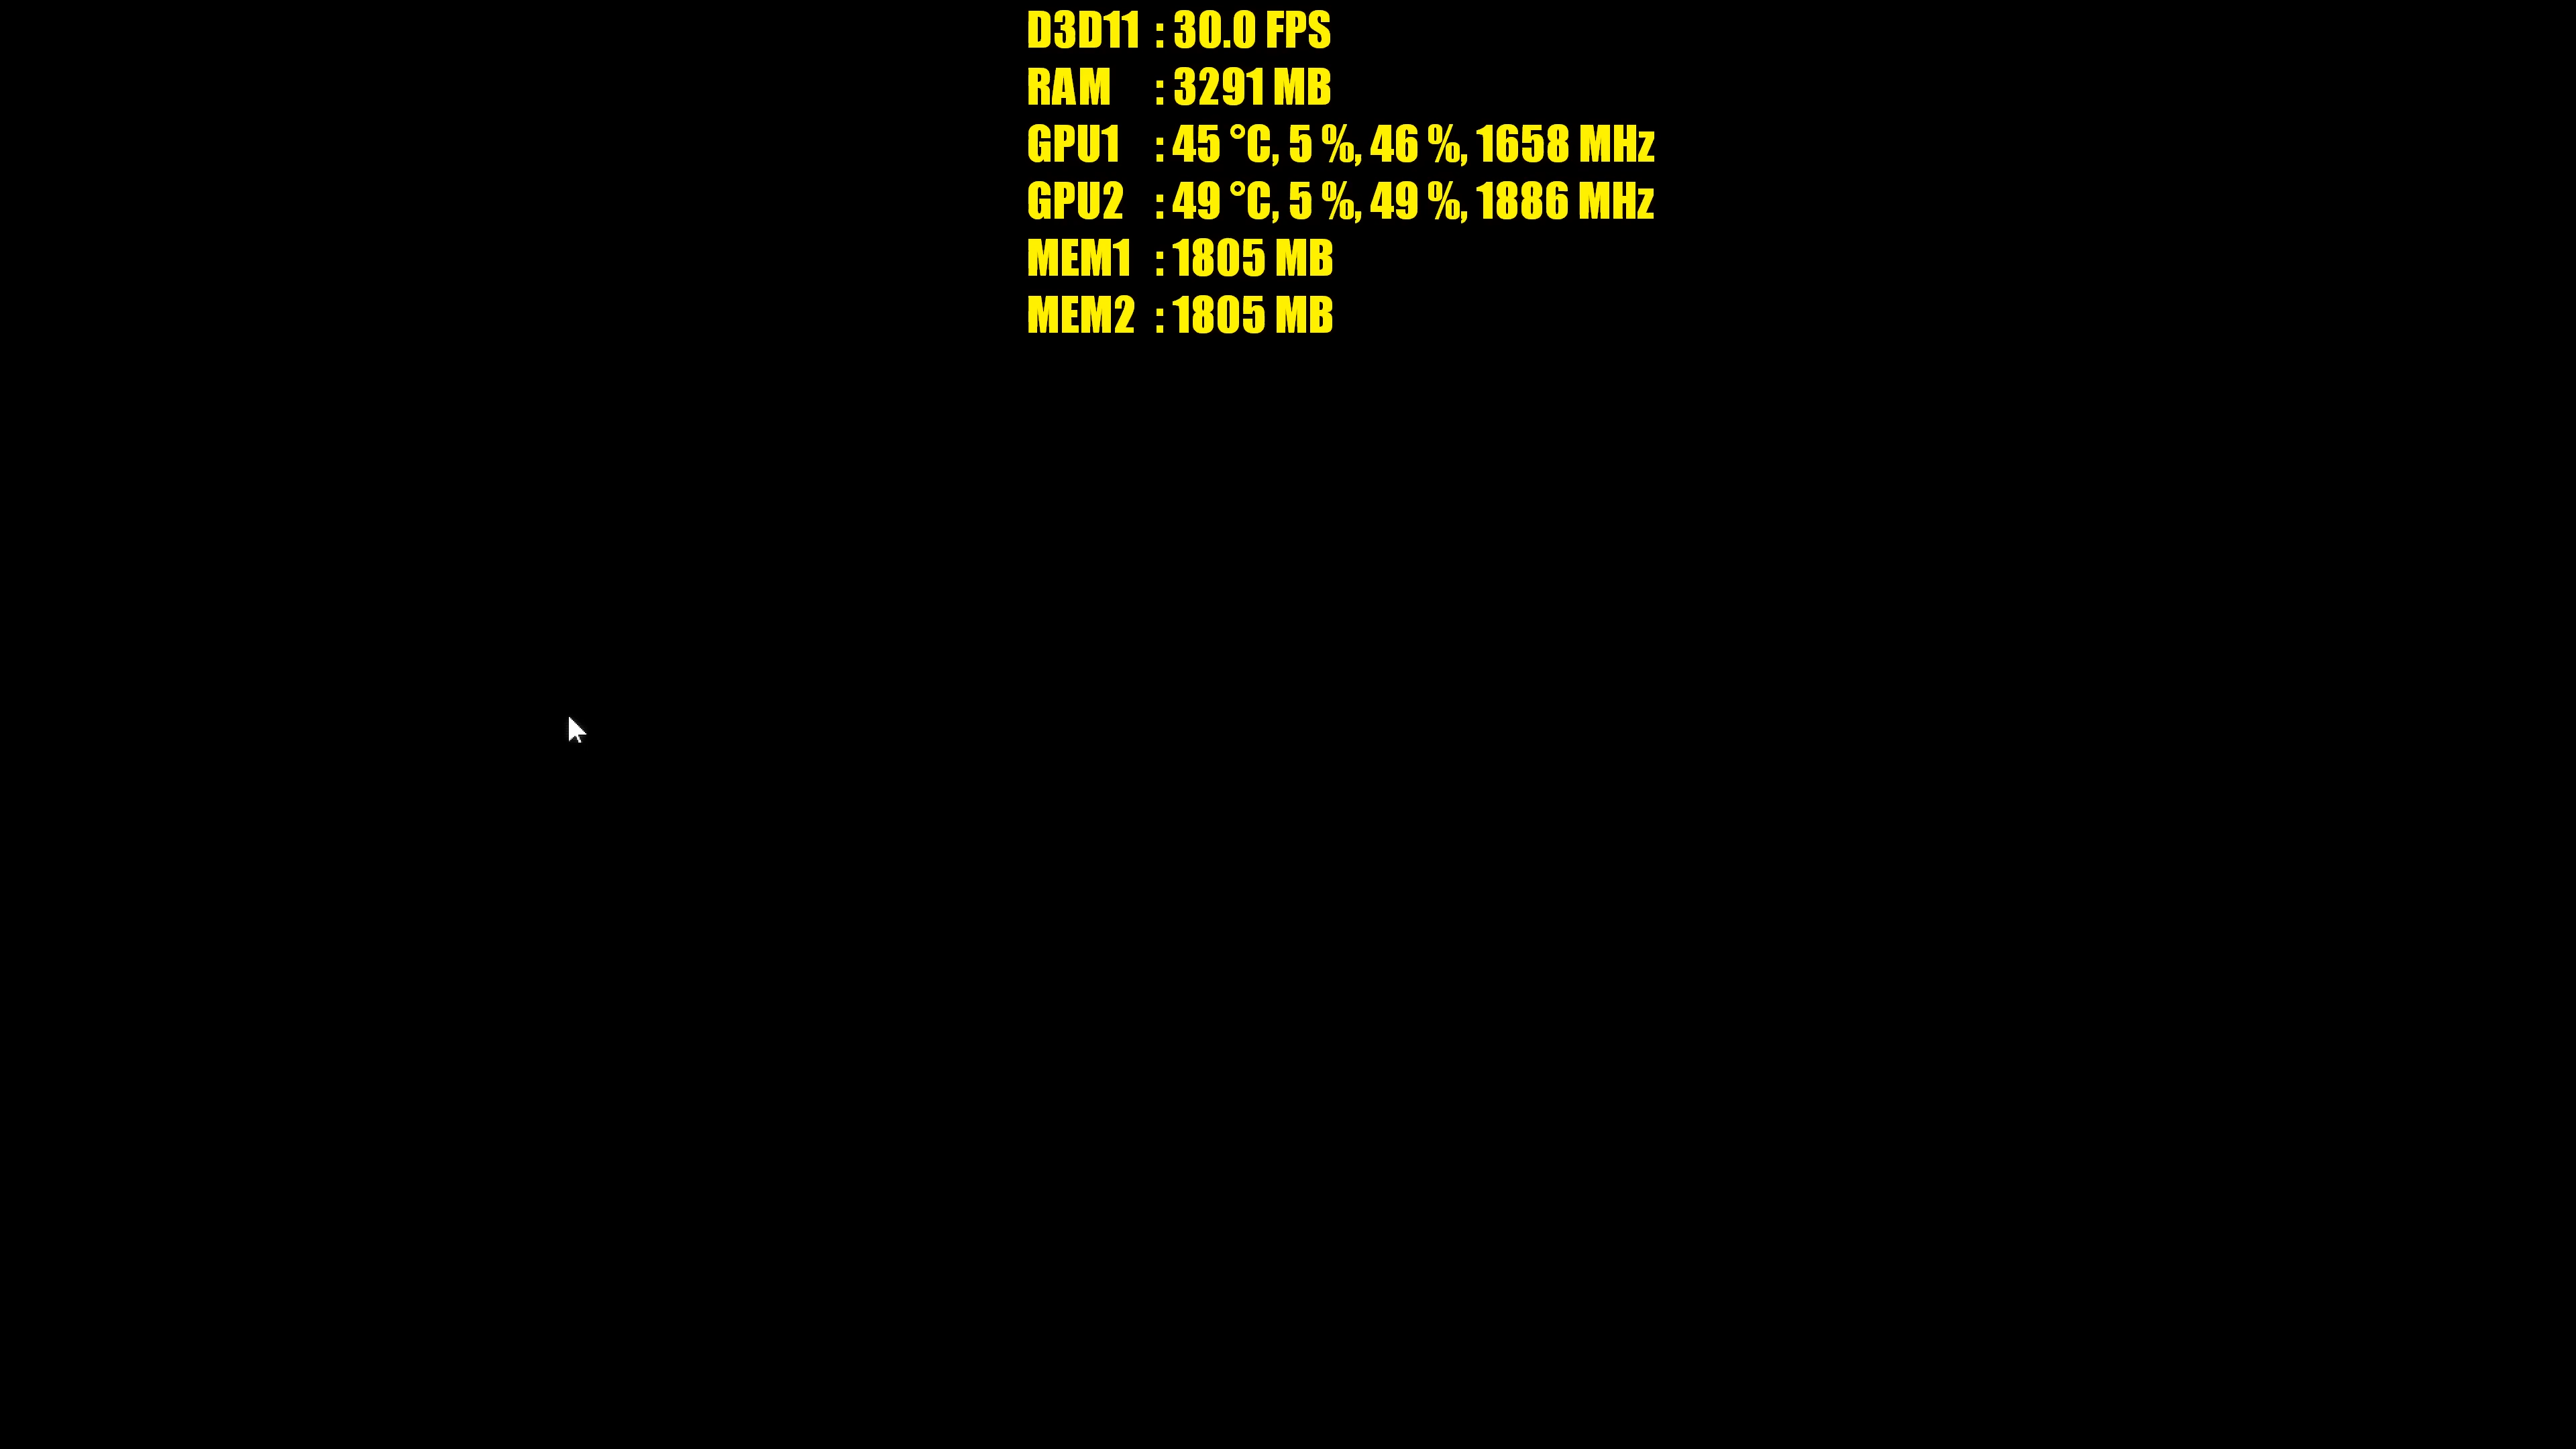 D3D11 : 30.0 FPS
RAM : 3291 MB
GPU1 : 45 °C, 5 %, 46 %, 1658 MHz
GPU2 : 49 °C, 5 %, 49 %, 1886 MHz
MEM1 : 1805 MB
MEM2 : 1805 MB